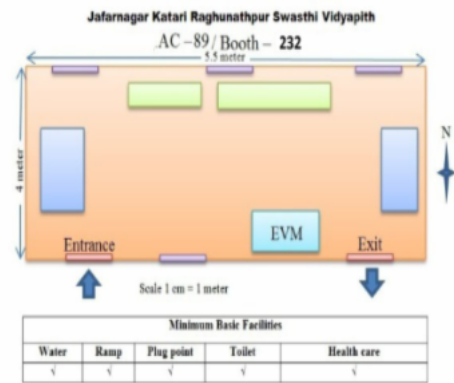 Jafarnagar Katari Raghunathpur Swasthi Vidyapith
AC -89/ Booth - 232
5.5 meter
4 meter
N
EVM
Entrance
Exit
Scale 1 cm = 1 meter
Minimum Basic Facilities
Water Ramp Plug point Toilet Health care
√ √ √ √ √